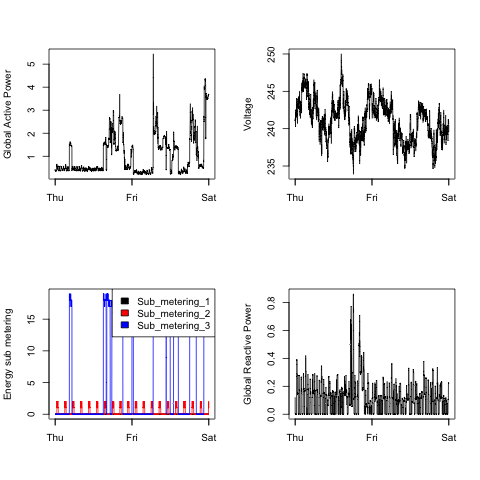 Global Active Power
5
4
3
2
1
Thu Fri Sat
Voltage
250
245
240
235
Thu Fri Sat
Energy sub metering
15
10
5
0
Sub_metering_1
Sub_metering_2
Sub_metering_3
Thu Fri Sat
Global Reactive Power
0.8
0.6
0.4
0.2
0.0
Thu Fri Sat